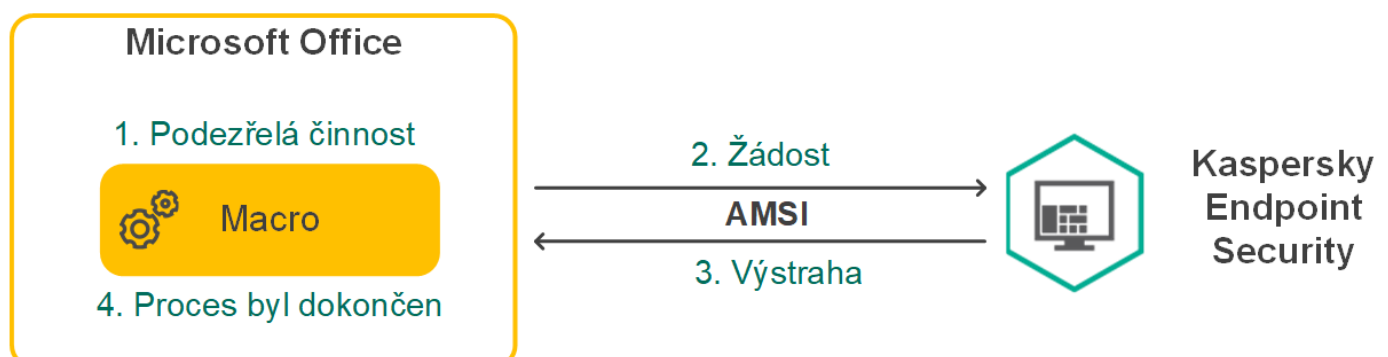 Microsoft Office
1. Podezřelá činnost
Macro
4. Proces byl dokončen
2. Žádost
AMSI
3. Výstraha
Kaspersky
Endpoint
Security